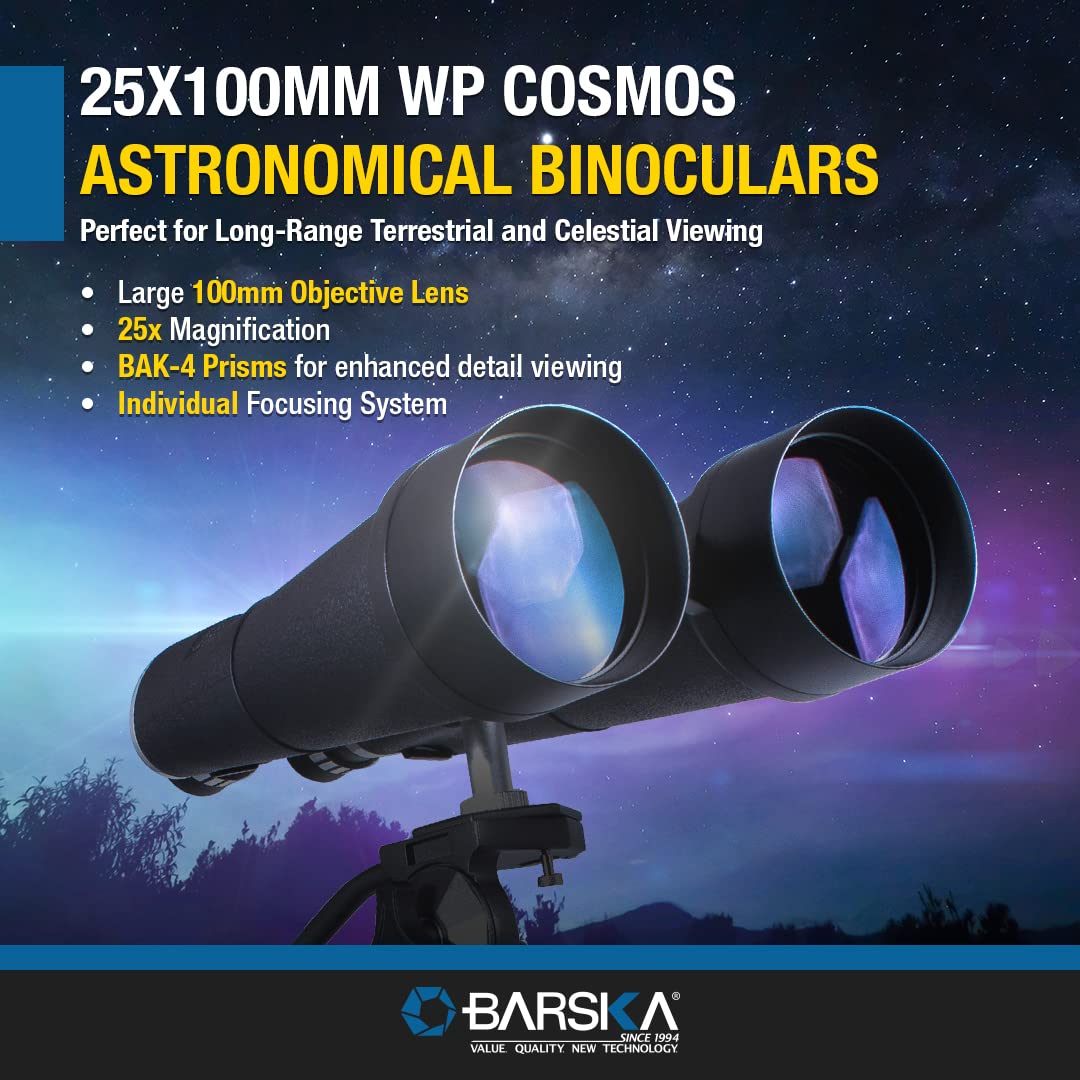 25X100MM WP COSMOS
ASTRONOMICAL BINOCULARS
Perfect for Long-Range Terrestrial and Celestial Viewing
• Large 100mm Objective Lens
• 25x Magnification
• BAK-4 Prisms for enhanced detail viewing
• Individual Focusing System
BARSKA®
SINCE 1994
VALUE. QUALITY. NEW TECHNOLOGY.